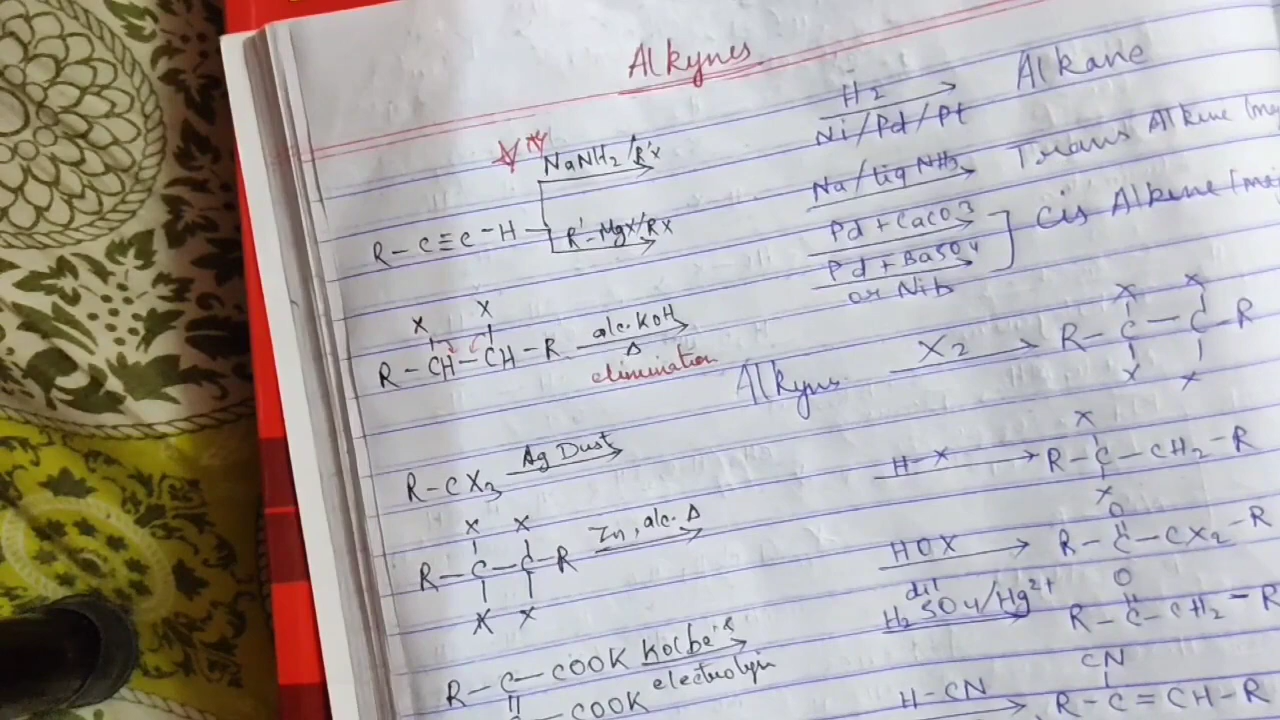 Alkynes
H2
Ni/Pd/Pt
Alkane
NaNH2/R'X
Na/liq NH3
Trans Alkene (
R-C≡C-H
R'-MgX/RX
Pd + CaCO3
Pd + BaSO4
or NiB
Cis Alkene (
X X
R-CH-CH-R
alc. KOH
Δ
elimination
Alkyne
X2
X X
R-C-C-R
X X
R-CX3
Ag Dust
H-X
X
R-C-CH2-R
X
X X
R-C-C-R
X X
Zn, alc. Δ
HOX
O
R-C-CX2-R
dil
H2SO4/Hg2+
O
R-C-CH2-R
R-C-COOK
COOK
Kolbe's
electrolysis
H-CN
CN
R-C=CH-R